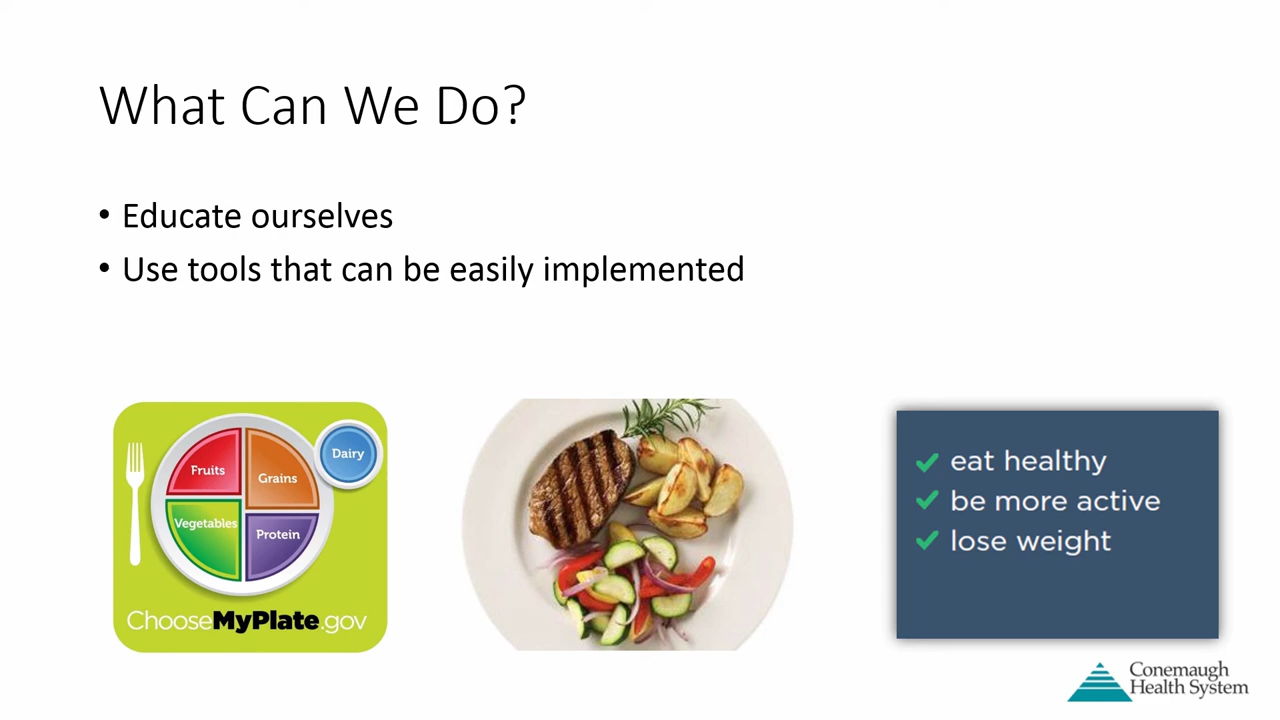 What Can We Do?
• Educate ourselves
• Use tools that can be easily implemented
Fruits
Grains
Dairy
Vegetables
Protein
ChooseMyPlate.gov
eat healthy
be more active
lose weight
Conemaugh
Health System